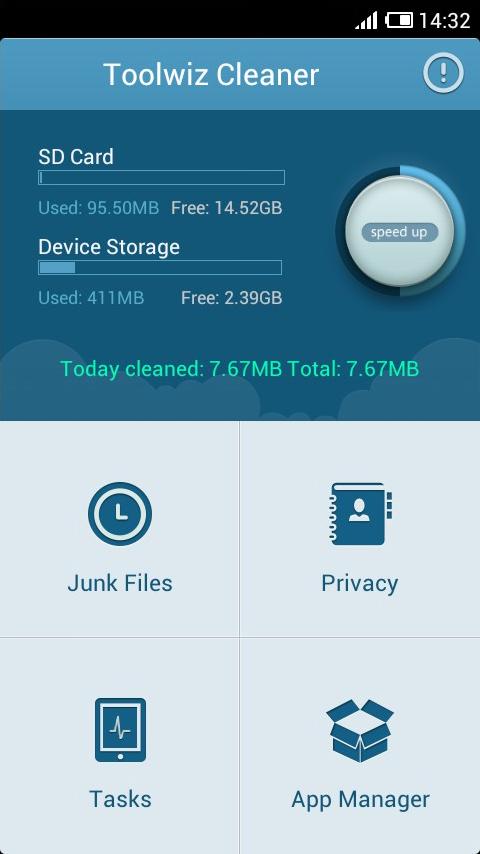 14:32
Toolwiz Cleaner
SD Card
Used: 95.50MB Free: 14.52GB
Device Storage
Used: 411MB Free: 2.39GB
speed up
Today cleaned: 7.67MB Total: 7.67MB
Junk Files
Privacy
Tasks
App Manager